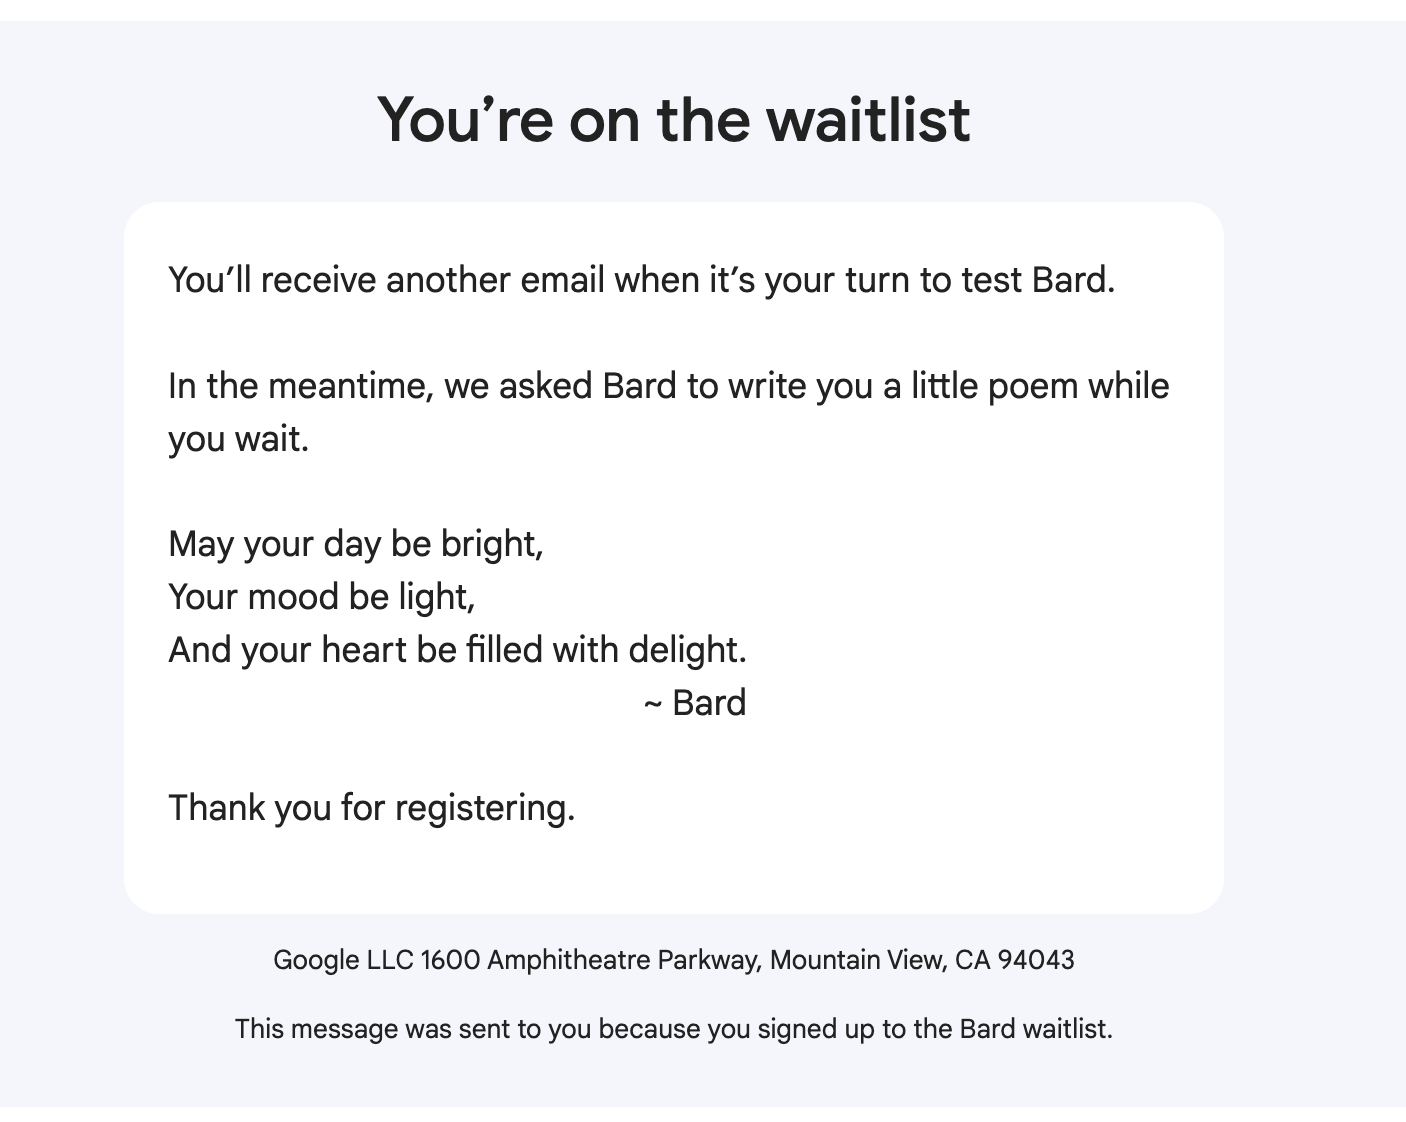 You’re on the waitlist
You’ll receive another email when it’s your turn to test Bard.
In the meantime, we asked Bard to write you a little poem while
you wait.
May your day be bright,
Your mood be light,
And your heart be filled with delight.
~ Bard
Thank you for registering.
Google LLC 1600 Amphitheatre Parkway, Mountain View, CA 94043
This message was sent to you because you signed up to the Bard waitlist.